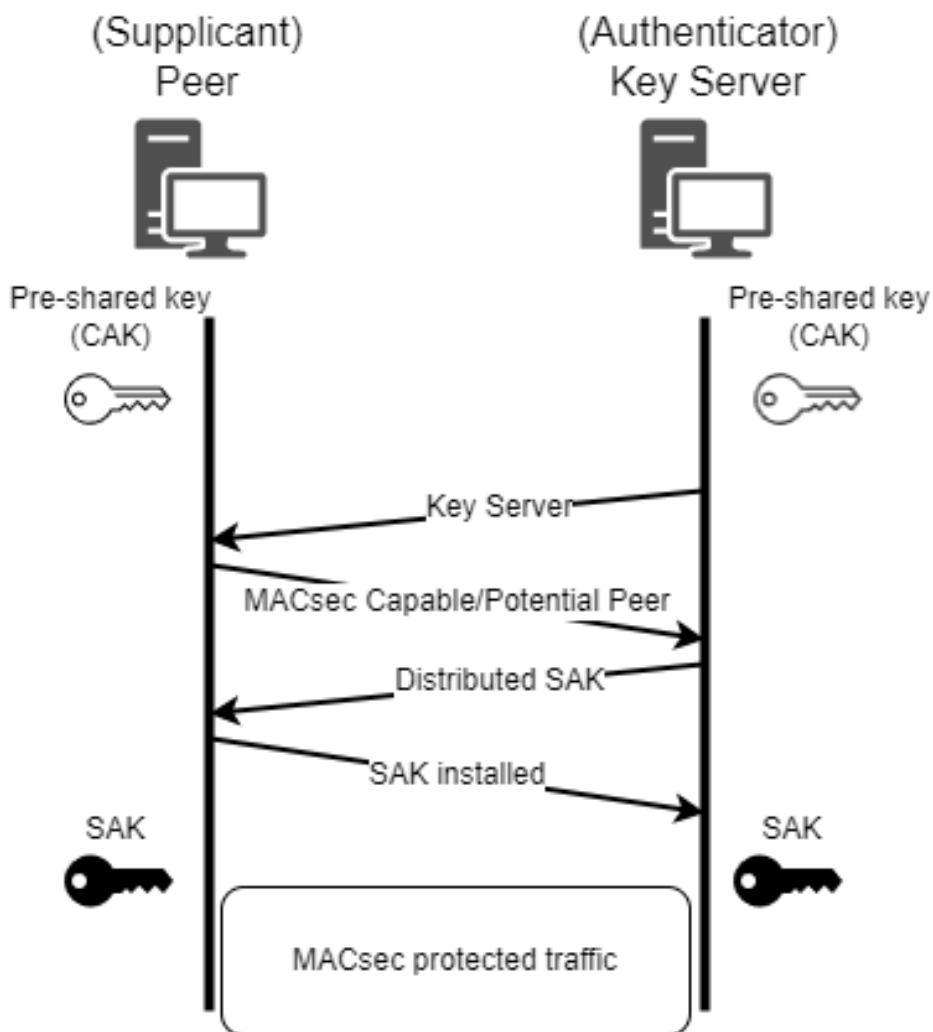 (Supplicant)
Peer
(Authenticator)
Key Server
Pre-shared key
(CAK)
Pre-shared key
(CAK)
Key Server
MACsec Capable/Potential Peer
Distributed SAK
SAK installed
SAK
SAK
MACsec protected traffic